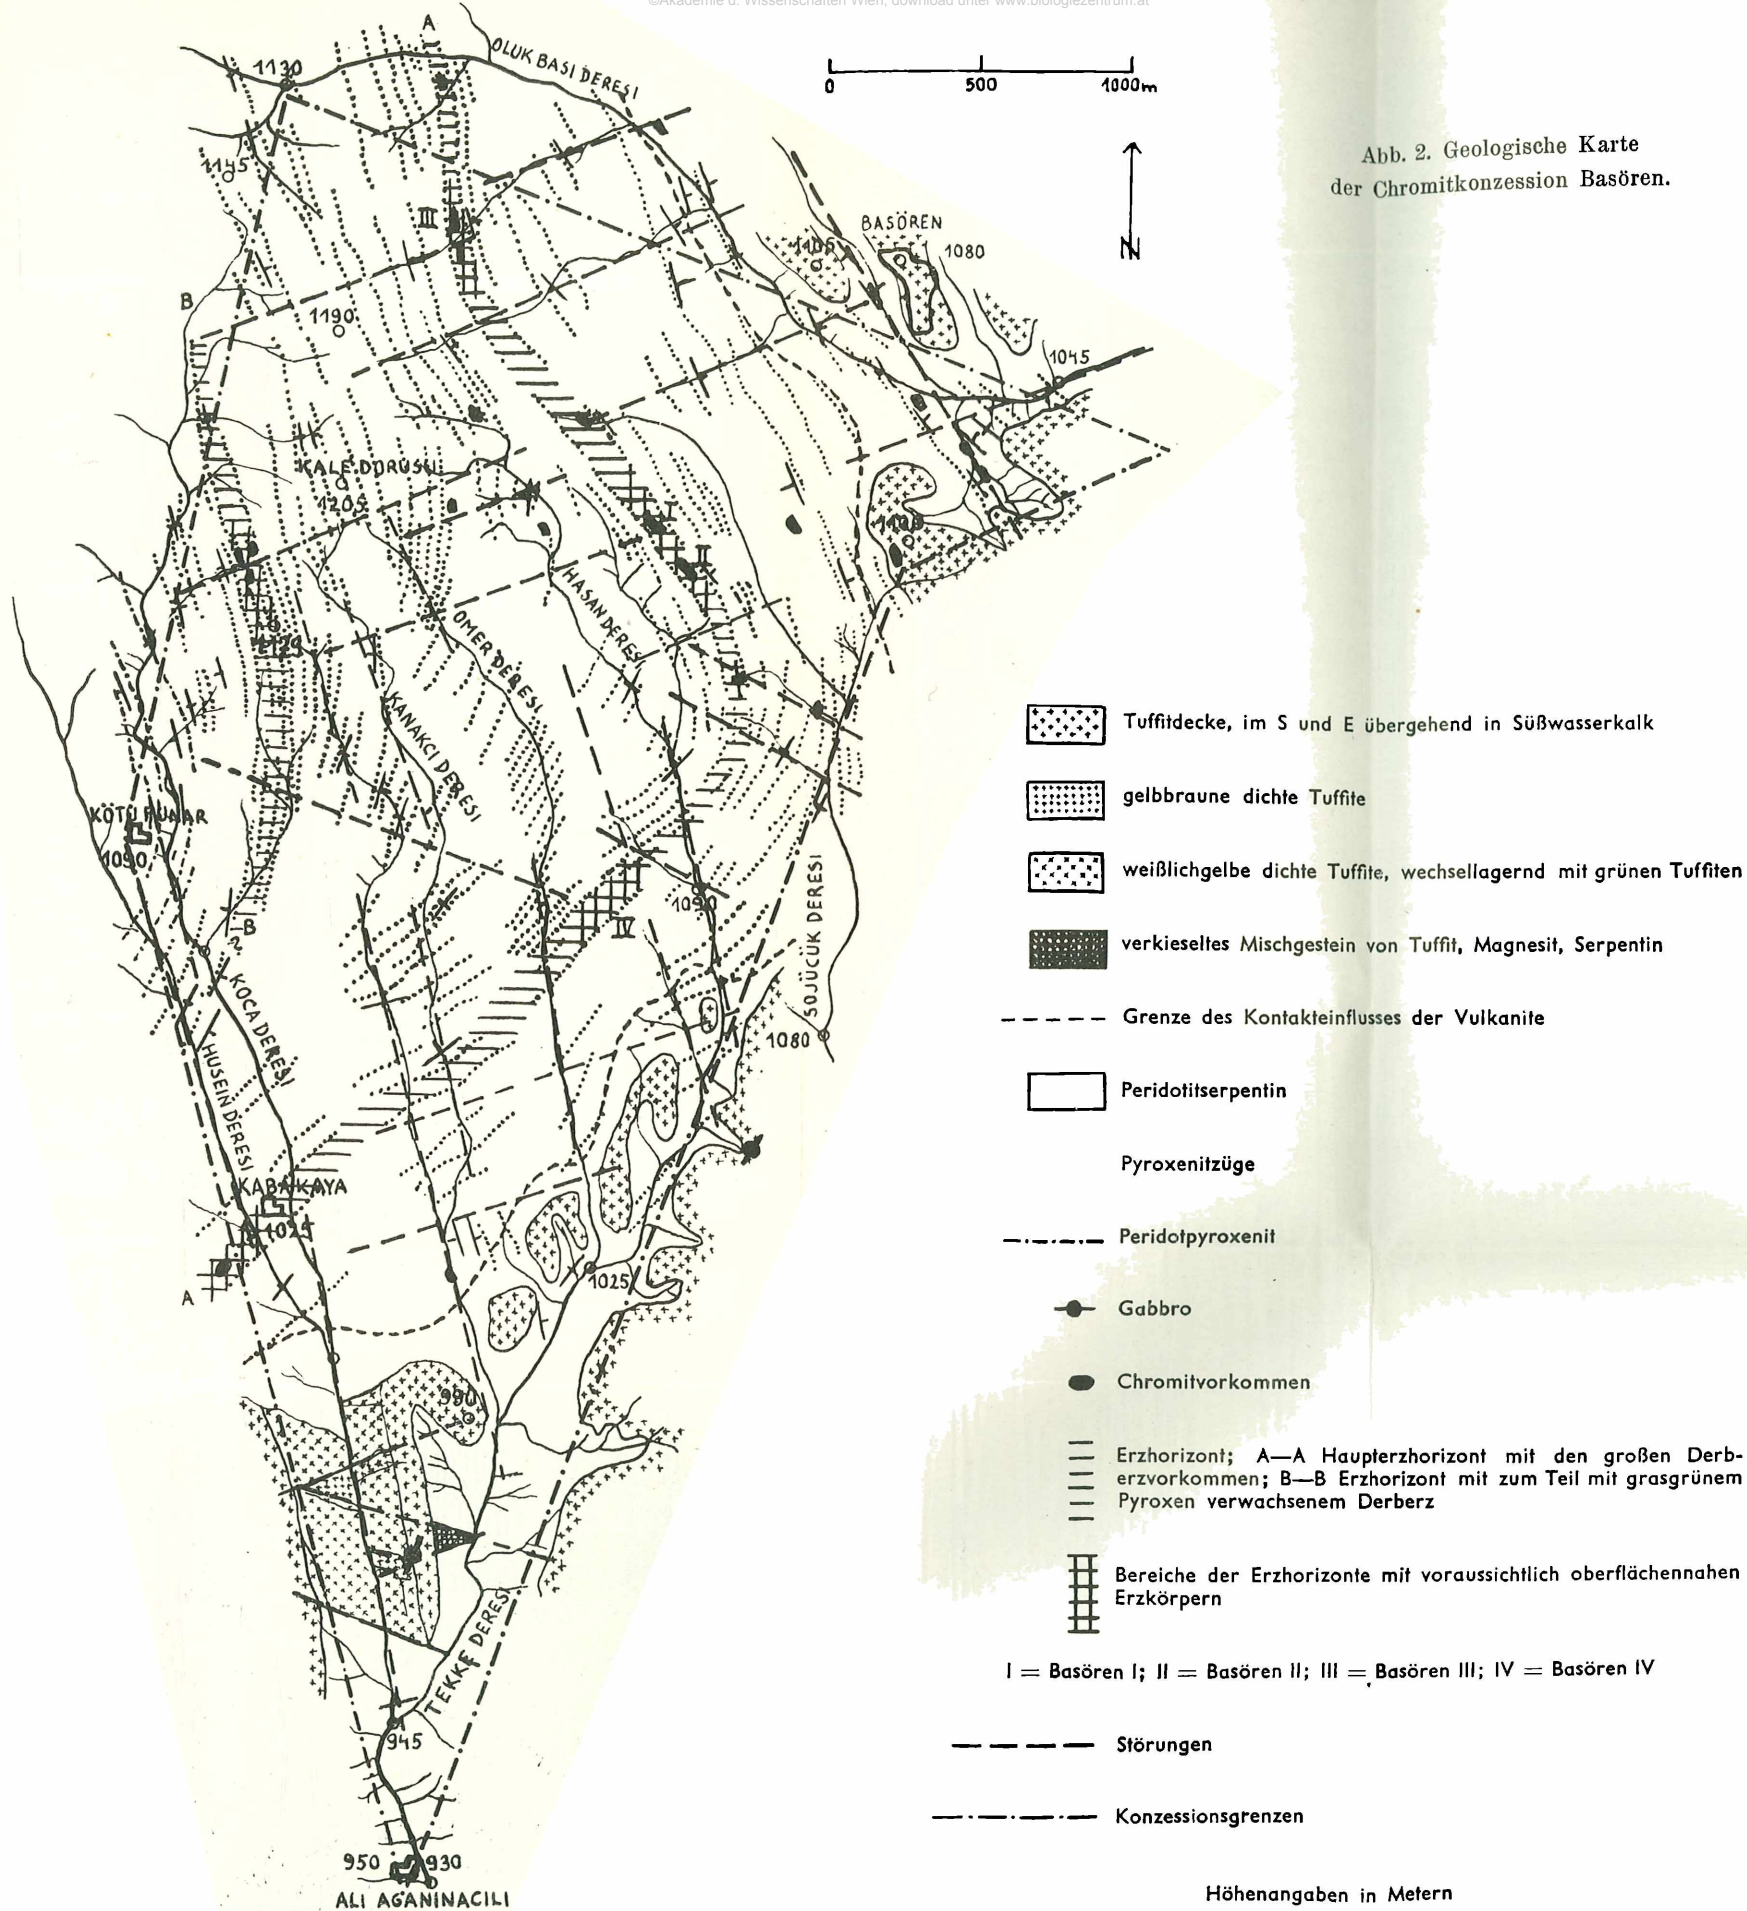 ©Akademie d. Wissenschaften Wien; download unter www.biologiezentrum.at
A
OLUK BASI DERESI
1130
0 500 1000m
Abb. 2. Geologische Karte
der Chromitkonzession Basören.
1145
III
N
BASÖREN
1105
1080
B
1190
1045
KALE DORUSU
1205
I
1100
II
HASAN DERESI
OMER DERESI
1125
KANAKCI DERESI
KÖTÜ PUNAR
1090
1090
IV
B
SOJÜCÜK DERESI
KOCA DERESI
1080
HUSEIN DERESI
KABA KAYA
1025
A
1025
990
TEKKE DERESI
945
950 930
ALI AGANINACILI
Tuffitdecke, im S und E übergehend in Süßwasserkalk
gelbbraune dichte Tuffite
weißlichgelbe dichte Tuffite, wechsellagernd mit grünen Tuffiten
verkieseltes Mischgestein von Tuffit, Magnesit, Serpentin
Grenze des Kontakteinflusses der Vulkanite
Peridotitserpentin
Pyroxenitzüge
Peridotpyroxenit
Gabbro
Chromitvorkommen
Erzhorizont; A—A Haupterzhorizont mit den großen Derb-
erzvorkommen; B—B Erzhorizont mit zum Teil mit grasgrünem
Pyroxen verwachsenem Derberz
Bereiche der Erzhorizonte mit voraussichtlich oberflächennahen
Erzkörpern
I = Basören I; II = Basören II; III = Basören III; IV = Basören IV
Störungen
Konzessionsgrenzen
Höhenangaben in Metern